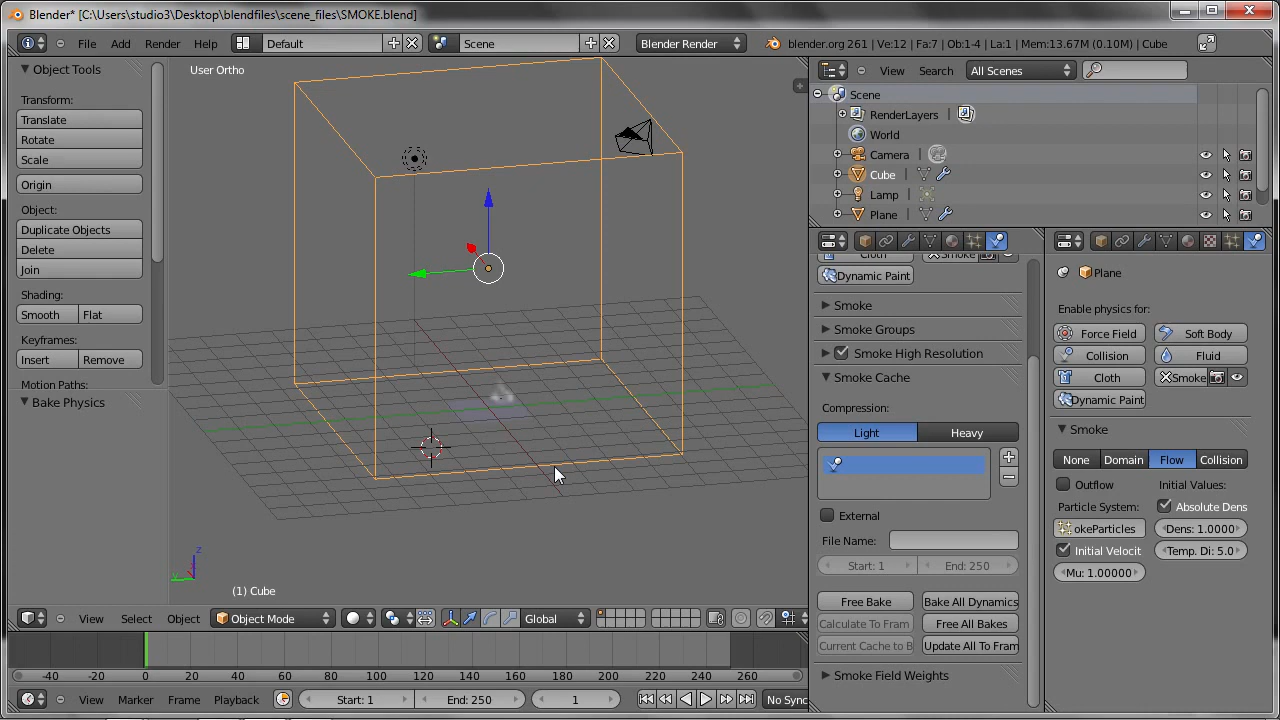 Blender* [C:\Users\studio3\Desktop\blendfiles\scene_files\SMOKE.blend]
File Add Render Help Default Scene Blender Render blender.org 261 | Ve:12 | Fa:7 | Ob:1-4 | La:1 | Mem:13.67M (0.10M) | Cube
Object Tools
Transform:
Translate
Rotate
Scale
Origin
Object:
Duplicate Objects
Delete
Join
Shading:
Smooth Flat
Keyframes:
Insert Remove
Motion Paths:
Bake Physics
User Ortho
z
y
(1) Cube
View Select Object Object Mode Global
-40 -20 0 20 40 60 80 100 120 140 160 180 200 220 240 260
View Marker Frame Playback Start: 1 End: 250 1 No Sync
View Search All Scenes
Scene
RenderLayers
World
Camera
Cube
Lamp
Plane
Cloth Smoke
Dynamic Paint
Smoke
Smoke Groups
Smoke High Resolution
Smoke Cache
Compression:
Light Heavy
External
File Name:
Start: 1 End: 250
Free Bake Bake All Dynamics
Calculate To Fram Free All Bakes
Current Cache to B Update All To Fram
Smoke Field Weights
Plane
Enable physics for:
Force Field Soft Body
Collision Fluid
Cloth Smoke
Dynamic Paint
Smoke
None Domain Flow Collision
Outflow Initial Values:
Particle System: Absolute Dens
okeParticles Dens: 1.0000
Initial Velocit Temp. Di: 5.0
Mu: 1.00000